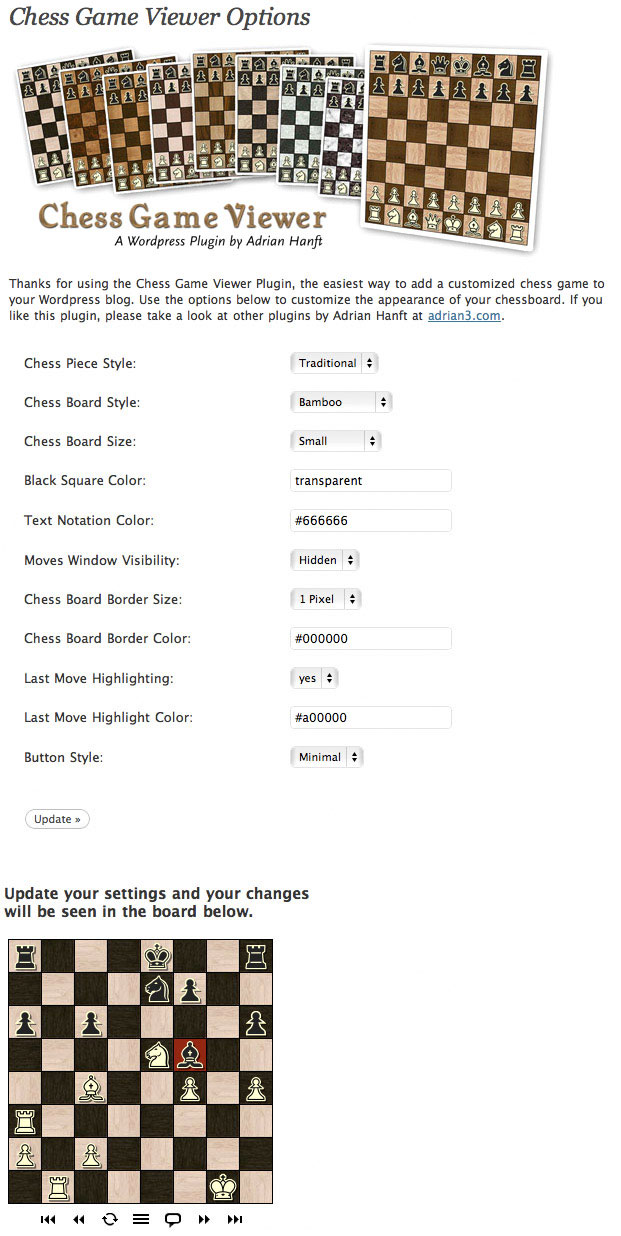 Chess Game Viewer Options
Chess Game Viewer
A Wordpress Plugin by Adrian Hanft
Thanks for using the Chess Game Viewer Plugin, the easiest way to add a customized chess game to
your Wordpress blog. Use the options below to customize the appearance of your chessboard. If you
like this plugin, please take a look at other plugins by Adrian Hanft at adrian3.com.
Chess Piece Style: Traditional
Chess Board Style: Bamboo
Chess Board Size: Small
Black Square Color: transparent
Text Notation Color: #666666
Moves Window Visibility: Hidden
Chess Board Border Size: 1 Pixel
Chess Board Border Color: #000000
Last Move Highlighting: yes
Last Move Highlight Color: #a00000
Button Style: Minimal
Update »
Update your settings and your changes
will be seen in the board below.